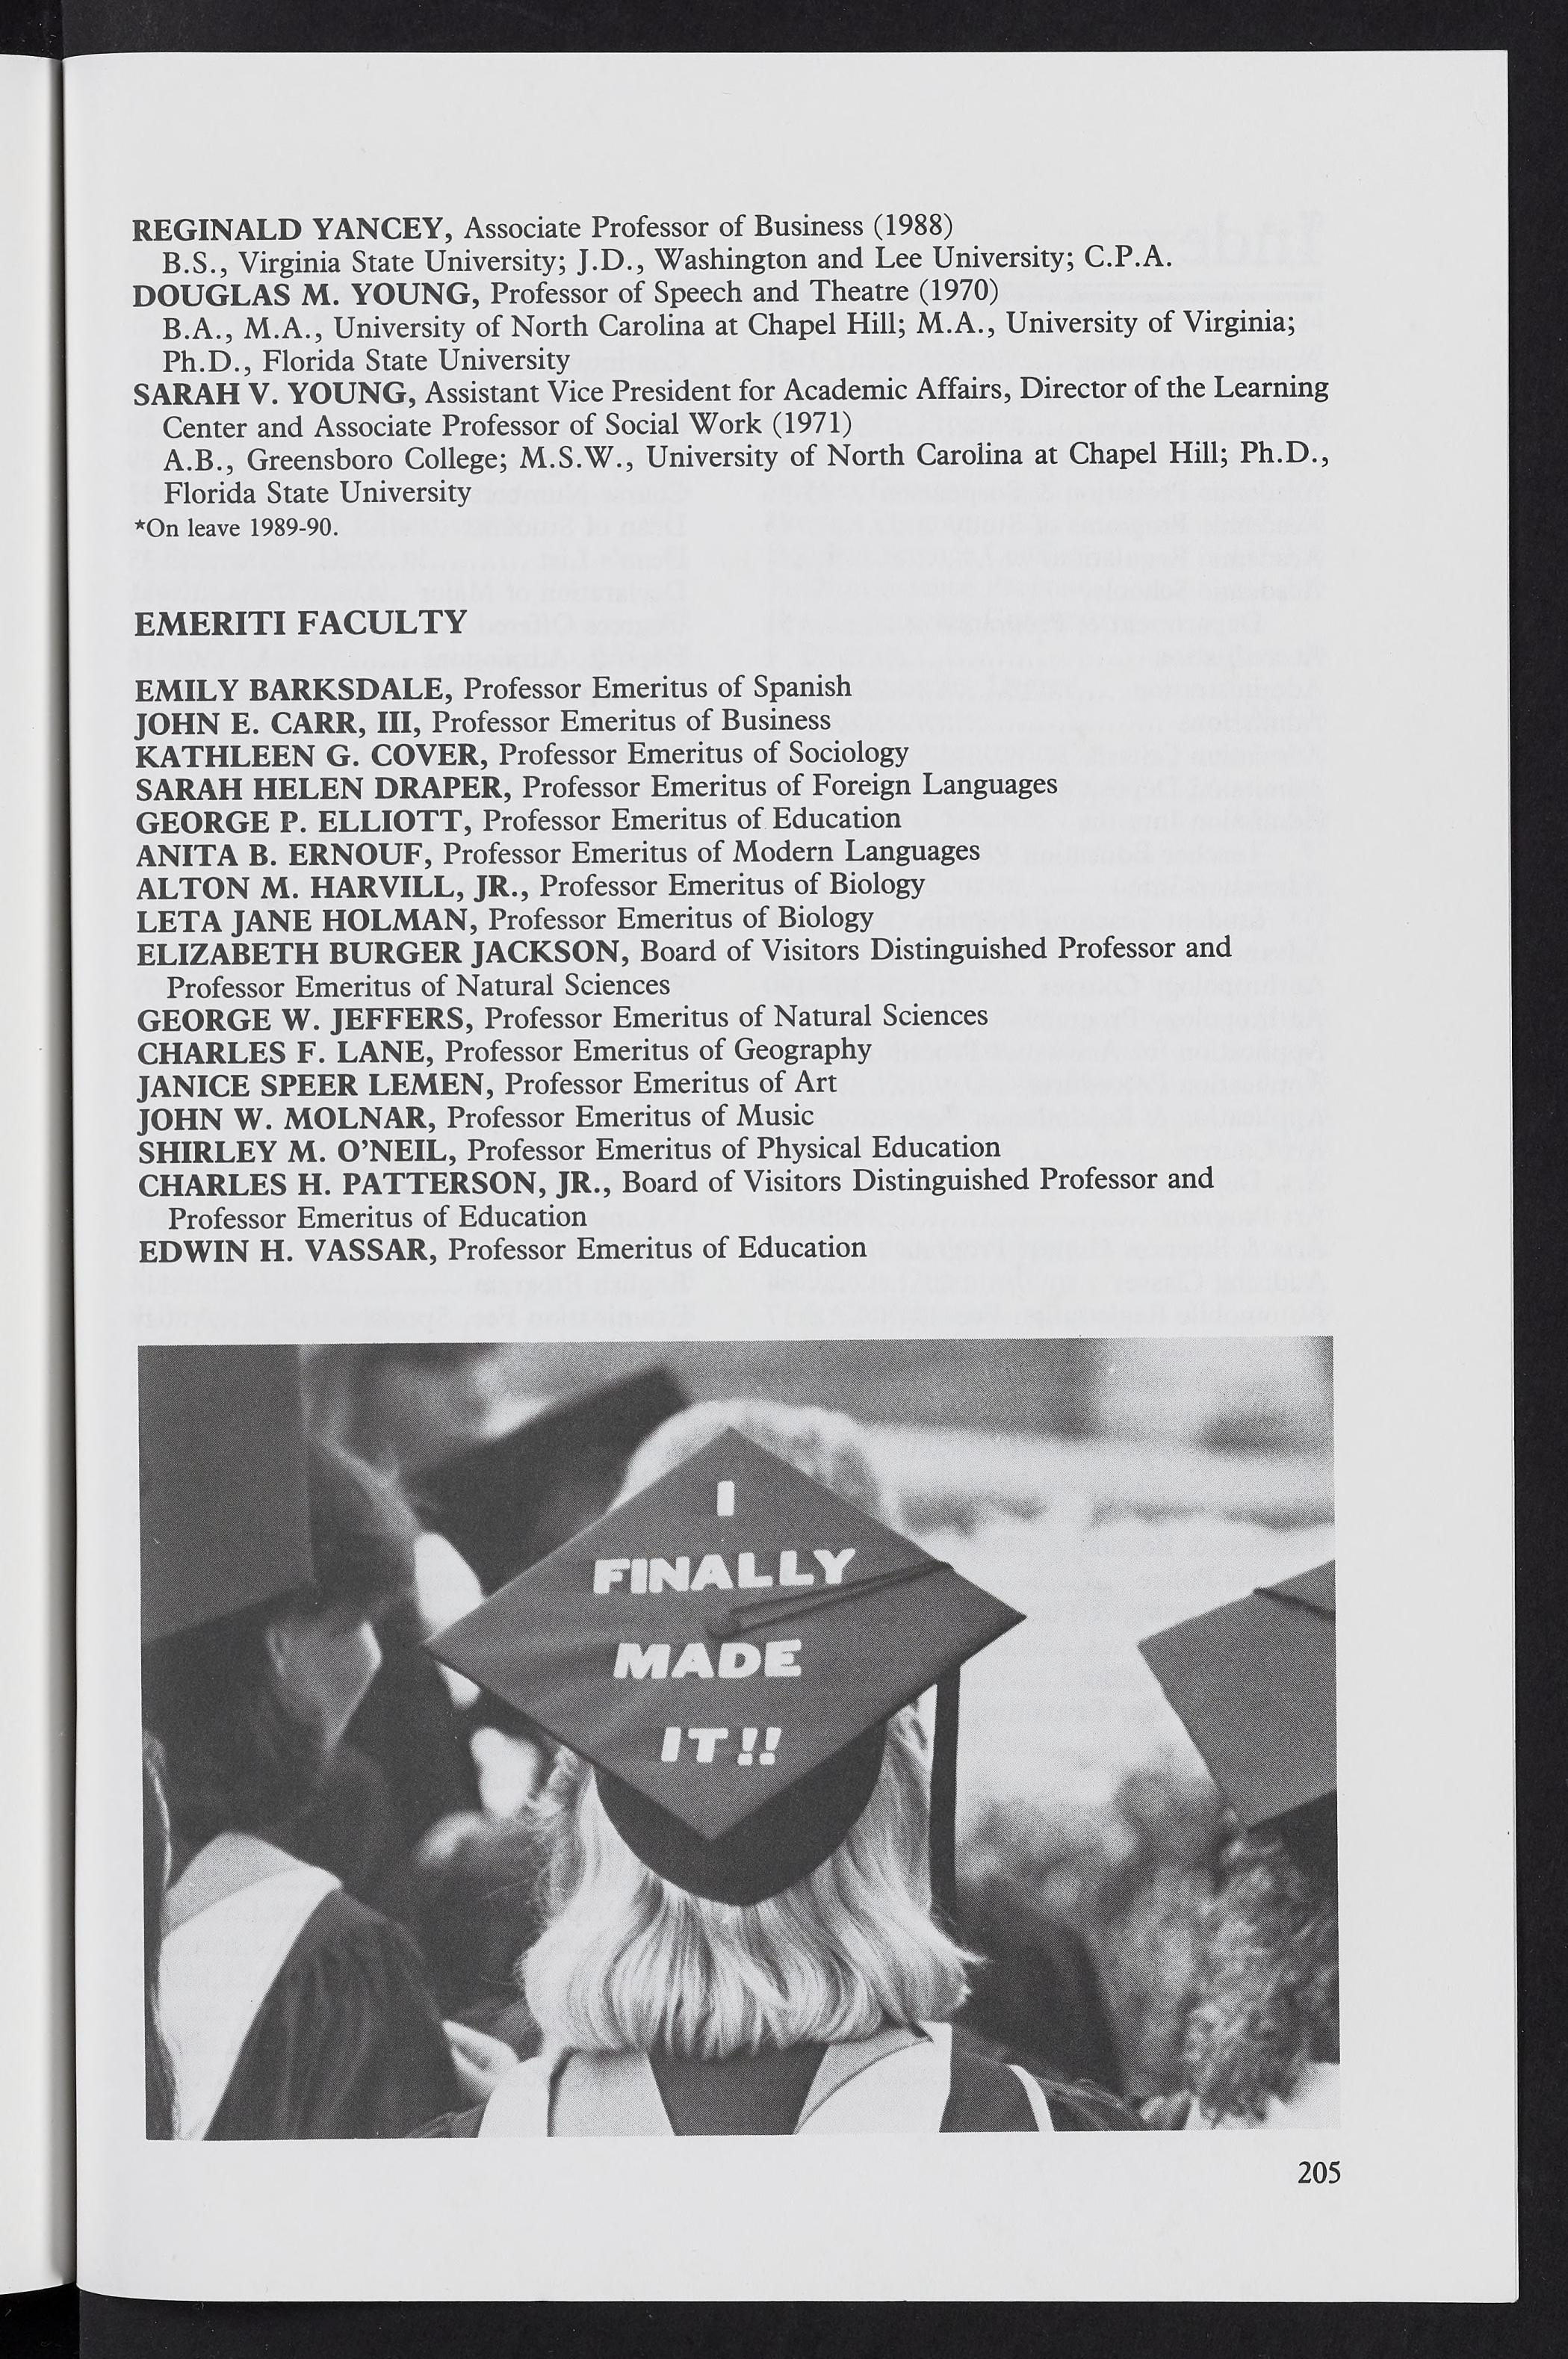 REGINALD YANCEY, Associate Professor of Business (1988)
B.S., Virginia State University; J.D., Washington and Lee University; C.P.A.
DOUGLAS M. YOUNG, Professor of Speech and Theatre (1970)
B.A., M.A., University of North Carolina at Chapel Hill; M.A., University of Virginia;
Ph.D., Florida State University
SARAH V. YOUNG, Assistant Vice President for Academic Affairs, Director of the Learning
Center and Associate Professor of Social Work (1971)
A.B., Greensboro College; M.S.W., University of North Carolina at Chapel Hill; Ph.D.,
Florida State University
*On leave 1989-90.
EMERITI FACULTY
EMILY BARKSDALE, Professor Emeritus of Spanish
JOHN E. CARR, III, Professor Emeritus of Business
KATHLEEN G. COVER, Professor Emeritus of Sociology
SARAH HELEN DRAPER, Professor Emeritus of Foreign Languages
GEORGE P. ELLIOTT, Professor Emeritus of Education
ANITA B. ERNOUF, Professor Emeritus of Modern Languages
ALTON M. HARVILL, JR., Professor Emeritus of Biology
LETA JANE HOLMAN, Professor Emeritus of Biology
ELIZABETH BURGER JACKSON, Board of Visitors Distinguished Professor and
Professor Emeritus of Natural Sciences
GEORGE W. JEFFERS, Professor Emeritus of Natural Sciences
CHARLES F. LANE, Professor Emeritus of Geography
JANICE SPEER LEMEN, Professor Emeritus of Art
JOHN W. MOLNAR, Professor Emeritus of Music
SHIRLEY M. O'NEIL, Professor Emeritus of Physical Education
CHARLES H. PATTERSON, JR., Board of Visitors Distinguished Professor and
Professor Emeritus of Education
EDWIN H. VASSAR, Professor Emeritus of Education
I
FINALLY
MADE
IT!!
205